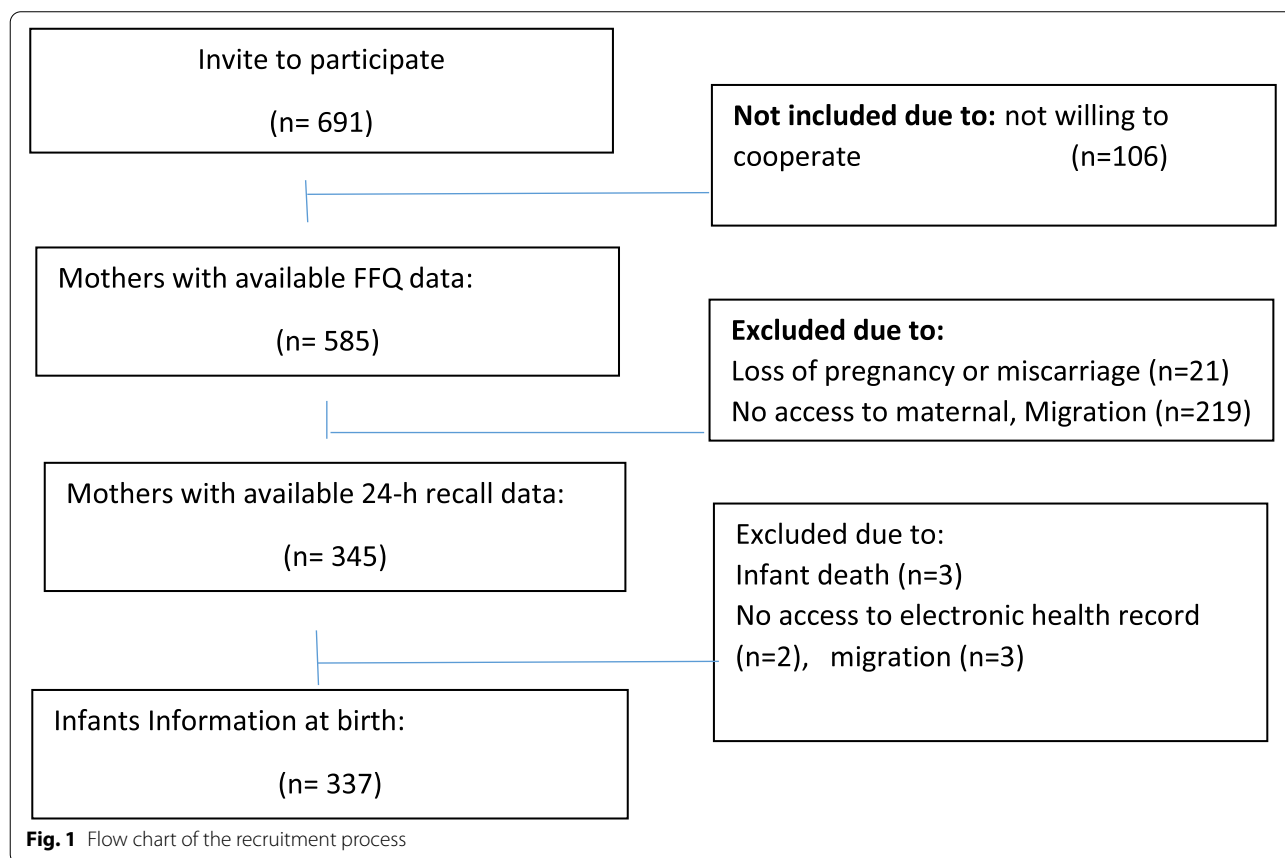 Invite to participate
(n= 691)
Not included due to: not willing to
cooperate (n=106)
Mothers with available FFQ data:
(n= 585)
Excluded due to:
Loss of pregnancy or miscarriage (n=21)
No access to maternal, Migration (n=219)
Mothers with available 24-h recall data:
(n= 345)
Excluded due to:
Infant death (n=3)
No access to electronic health record
(n=2), migration (n=3)
Infants Information at birth:
(n= 337)
Fig. 1 Flow chart of the recruitment process